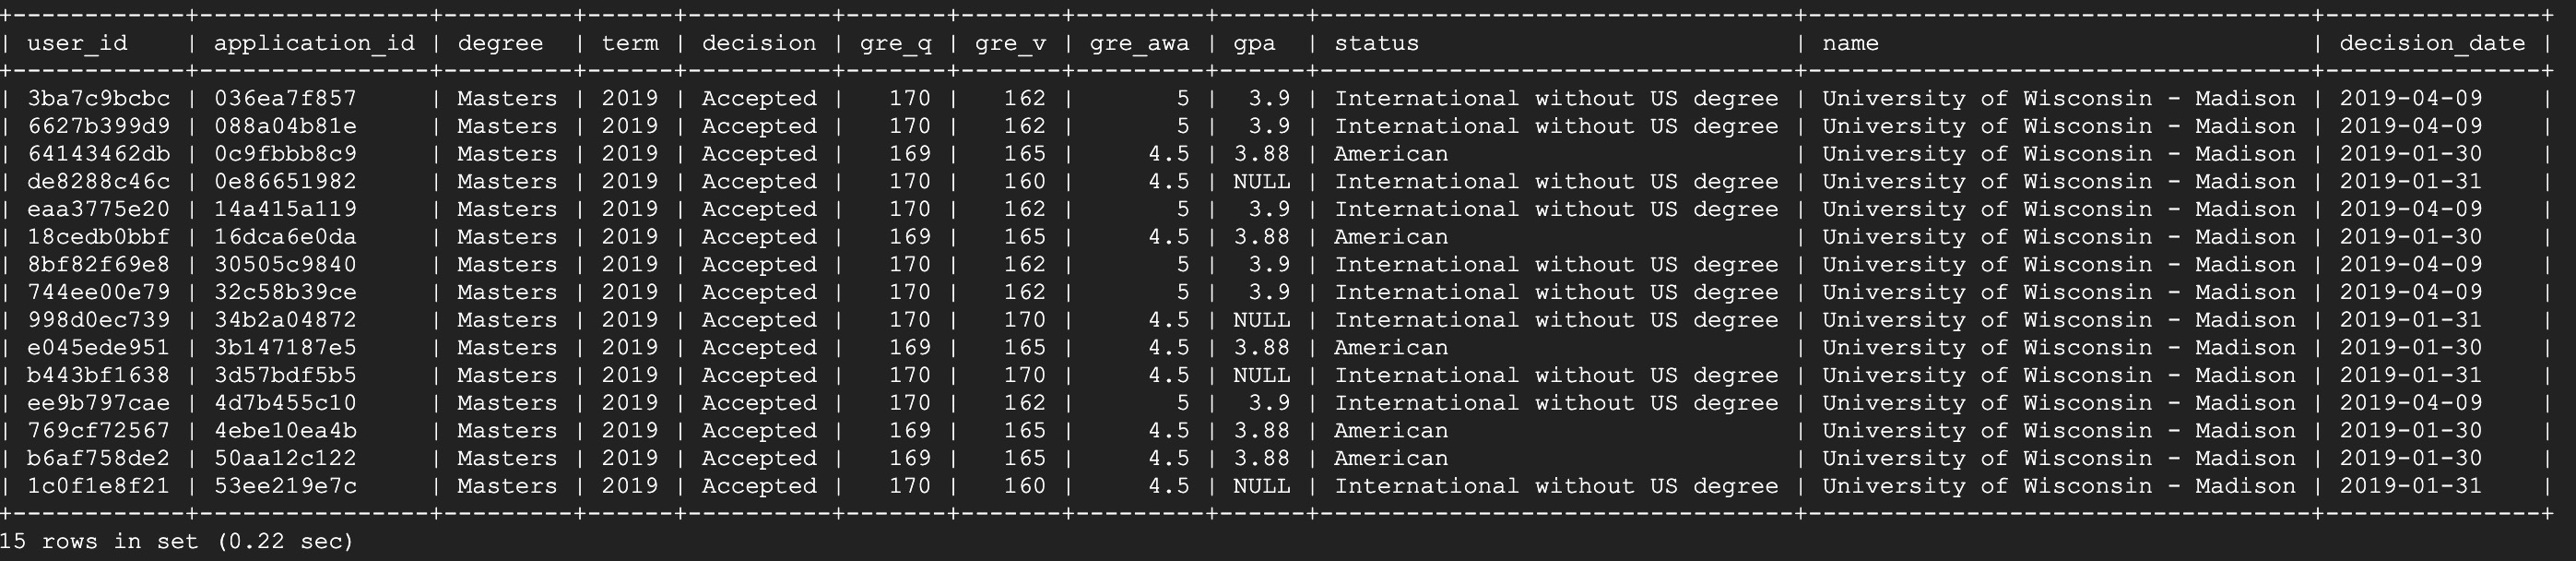 +------------+----------------+---------+------+----------+-------+-------+---------+------+----------------------------------+---------------------------------+---------------+
| user_id | application_id | degree | term | decision | gre_q | gre_v | gre_awa | gpa | status | name | decision_date |
+------------+----------------+---------+------+----------+-------+-------+---------+------+----------------------------------+---------------------------------+---------------+
| 3ba7c9bcbc | 036ea7f857 | Masters | 2019 | Accepted | 170 | 162 | 5 | 3.9 | International without US degree | University of Wisconsin - Madison | 2019-04-09 |
| 6627b399d9 | 088a04b81e | Masters | 2019 | Accepted | 170 | 162 | 5 | 3.9 | International without US degree | University of Wisconsin - Madison | 2019-04-09 |
| 64143462db | 0c9fbbb8c9 | Masters | 2019 | Accepted | 169 | 165 | 4.5 | 3.88 | American | University of Wisconsin - Madison | 2019-01-30 |
| de8288c46c | 0e86651982 | Masters | 2019 | Accepted | 170 | 160 | 4.5 | NULL | International without US degree | University of Wisconsin - Madison | 2019-01-31 |
| eaa3775e20 | 14a415a119 | Masters | 2019 | Accepted | 170 | 162 | 5 | 3.9 | International without US degree | University of Wisconsin - Madison | 2019-04-09 |
| 18cedb0bbf | 16dca6e0da | Masters | 2019 | Accepted | 169 | 165 | 4.5 | 3.88 | American | University of Wisconsin - Madison | 2019-01-30 |
| 8bf82f69e8 | 30505c9840 | Masters | 2019 | Accepted | 170 | 162 | 5 | 3.9 | International without US degree | University of Wisconsin - Madison | 2019-04-09 |
| 744ee00e79 | 32c58b39ce | Masters | 2019 | Accepted | 170 | 162 | 5 | 3.9 | International without US degree | University of Wisconsin - Madison | 2019-04-09 |
| 998d0ec739 | 34b2a04872 | Masters | 2019 | Accepted | 170 | 170 | 4.5 | NULL | International without US degree | University of Wisconsin - Madison | 2019-01-31 |
| e045ede951 | 3b147187e5 | Masters | 2019 | Accepted | 169 | 165 | 4.5 | 3.88 | American | University of Wisconsin - Madison | 2019-01-30 |
| b443bf1638 | 3d57bdf5b5 | Masters | 2019 | Accepted | 170 | 170 | 4.5 | NULL | International without US degree | University of Wisconsin - Madison | 2019-01-31 |
| ee9b797cae | 4d7b455c10 | Masters | 2019 | Accepted | 170 | 162 | 5 | 3.9 | International without US degree | University of Wisconsin - Madison | 2019-04-09 |
| 769cf72567 | 4ebe10ea4b | Masters | 2019 | Accepted | 169 | 165 | 4.5 | 3.88 | American | University of Wisconsin - Madison | 2019-01-30 |
| b6af758de2 | 50aa12c122 | Masters | 2019 | Accepted | 169 | 165 | 4.5 | 3.88 | American | University of Wisconsin - Madison | 2019-01-30 |
| 1c0f1e8f21 | 53ee219e7c | Masters | 2019 | Accepted | 170 | 160 | 4.5 | NULL | International without US degree | University of Wisconsin - Madison | 2019-01-31 |
+------------+----------------+---------+------+----------+-------+-------+---------+------+----------------------------------+---------------------------------+---------------+
15 rows in set (0.22 sec)